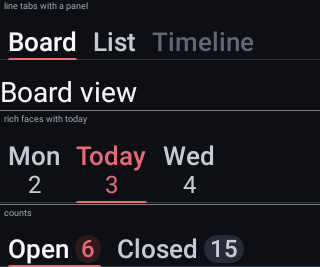 line tabs with a panel
Board List Timeline
Board view
rich faces with today
Mon Today Wed
2 3 4
counts
Open 6 Closed 15